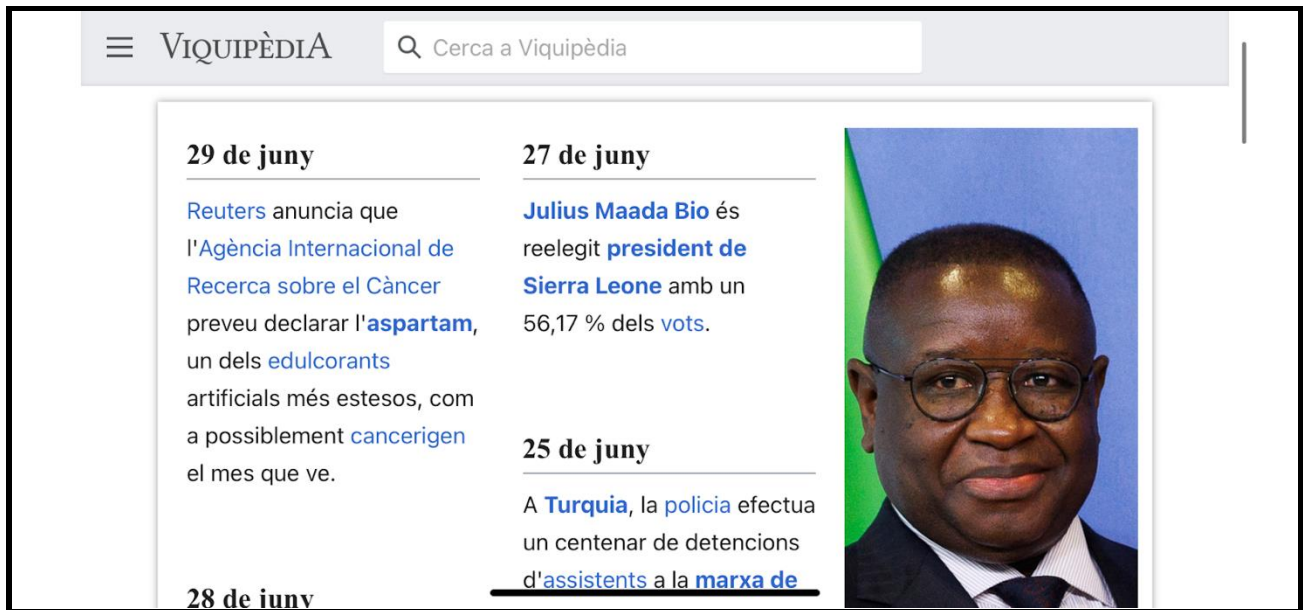 VIQUIPÈDIA
Cerca a Viquipèdia
29 de juny
Reuters anuncia que
l'Agència Internacional de
Recerca sobre el Càncer
preveu declarar l'aspartam,
un dels edulcorants
artificials més estesos, com
a possiblement cancerigen
el mes que ve.
28 de juny
27 de juny
Julius Maada Bio és
reelegit president de
Sierra Leone amb un
56,17 % dels vots.
25 de juny
A Turquia, la policia efectua
un centenar de detencions
d'assistents a la marxa de